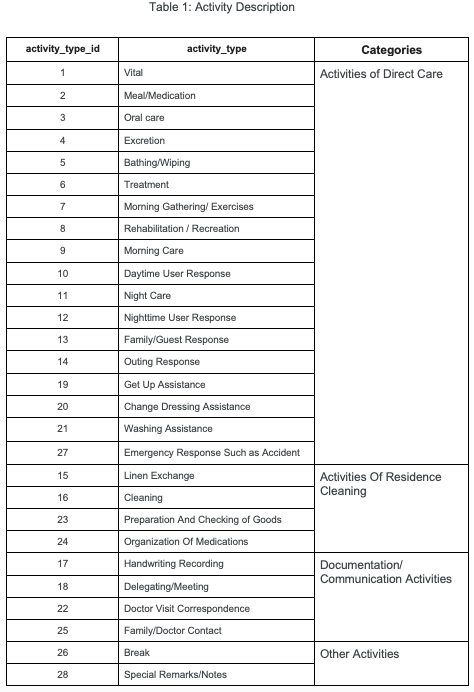 Table 1: Activity Description
activity_type_id activity_type Categories
1 Vital Activities of Direct Care
2 Meal/Medication
3 Oral care
4 Excretion
5 Bathing/Wiping
6 Treatment
7 Morning Gathering/ Exercises
8 Rehabilitation / Recreation
9 Morning Care
10 Daytime User Response
11 Night Care
12 Nighttime User Response
13 Family/Guest Response
14 Outing Response
19 Get Up Assistance
20 Change Dressing Assistance
21 Washing Assistance
27 Emergency Response Such as Accident
15 Linen Exchange Activities Of Residence
16 Cleaning Cleaning
23 Preparation And Checking of Goods
24 Organization Of Medications
17 Handwriting Recording Documentation/
18 Delegating/Meeting Communication Activities
22 Doctor Visit Correspondence
25 Family/Doctor Contact
26 Break Other Activities
28 Special Remarks/Notes